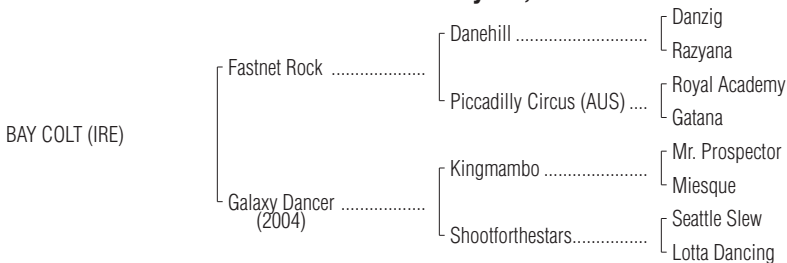 Danzig
Danehill ............................
Razyana
Fastnet Rock ....................
Royal Academy
Piccadilly Circus (AUS) ....
Gatana
BAY COLT (IRE)
Mr. Prospector
Kingmambo ......................
Miesque
Galaxy Dancer ..................
(2004)
Seattle Slew
Shootforthestars................
Lotta Dancing